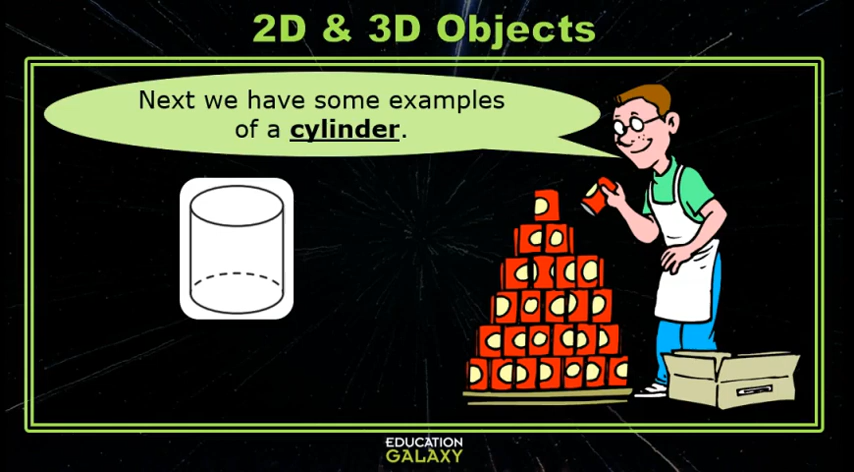 2D & 3D Objects
Next we have some examples
of a cylinder.
EDUCATION
GALAXY